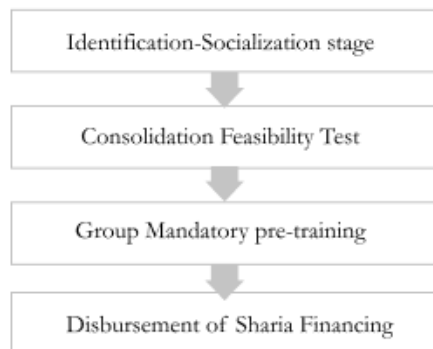 Identification-Socialization stage
Consolidation Feasibility Test
Group Mandatory pre-training
Disbursement of Sharia Financing